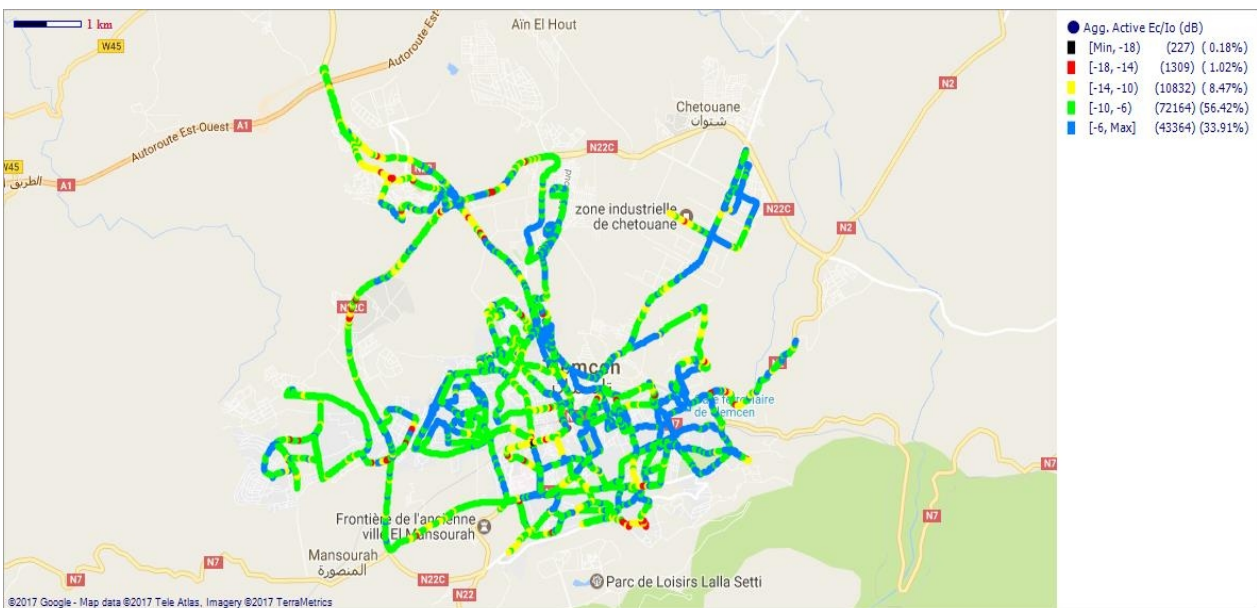 1 km
Aïn El Hout
W45
Autoroute Est-Ouest
N2
Chetouane
شتوان
A1
Autoroute Est-Ouest
N22C
W45
A1
zone industrielle
de chetouane
N22C
N2
N7
Frontière de l'ancienne
ville El Mansourah
N7
Mansourah
المنصورة
N7
N7
N22C
N22
Parc de Loisirs Lalla Setti
©2017 Google - Map data ©2017 Tele Atlas, Imagery ©2017 TerraMetrics
Agg. Active Ec/Io (dB)
[Min, -18) (227) ( 0.18%)
[-18, -14) (1309) ( 1.02%)
[-14, -10) (10832) ( 8.47%)
[-10, -6) (72164) (56.42%)
[-6, Max] (43364) (33.91%)